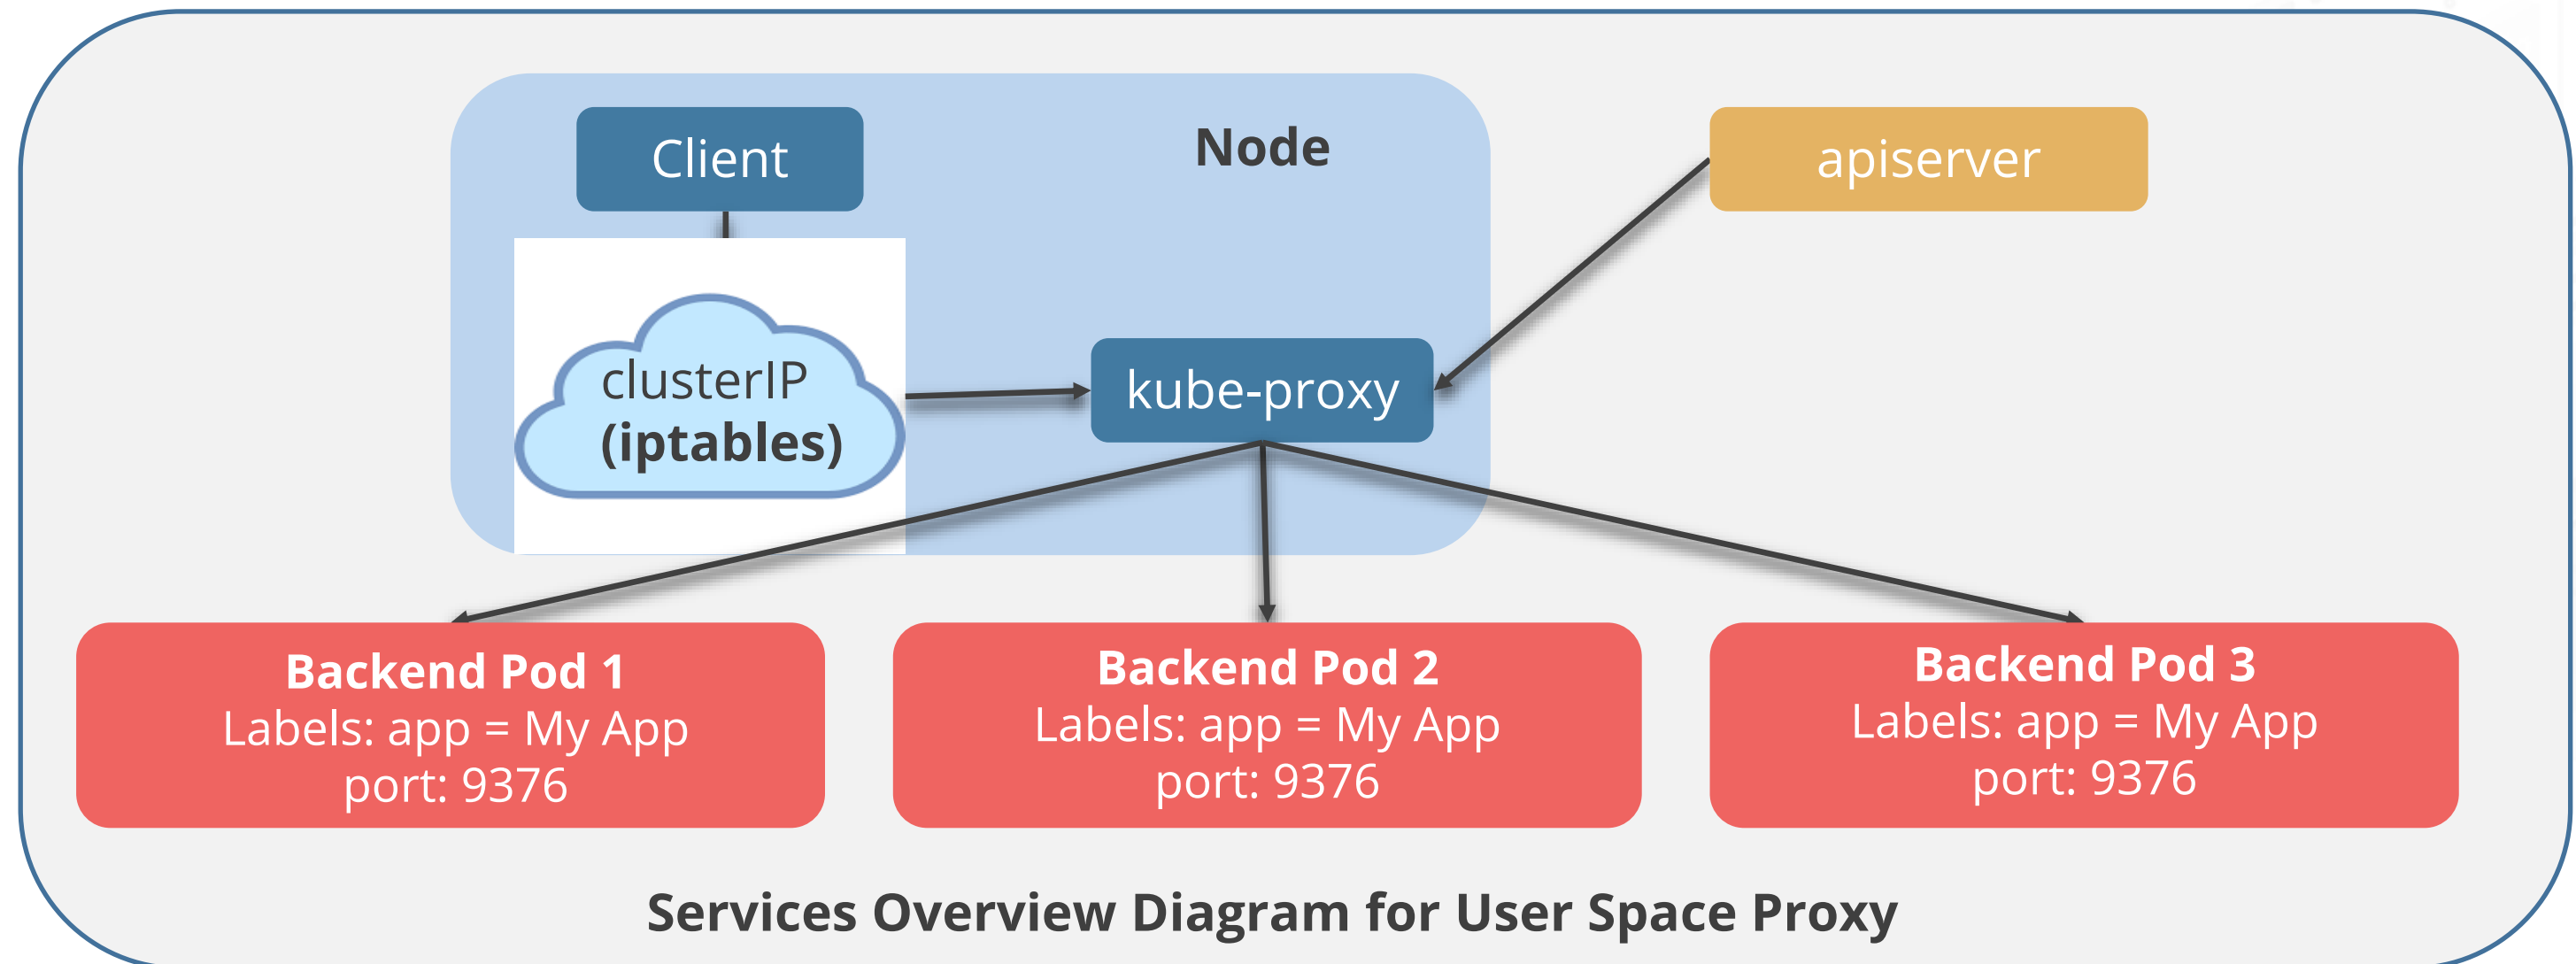 Client
Node
apiserver
clusterIP
(iptables)
kube-proxy
Backend Pod 1
Labels: app = My App
port: 9376
Backend Pod 2
Labels: app = My App
port: 9376
Backend Pod 3
Labels: app = My App
port: 9376
Services Overview Diagram for User Space Proxy